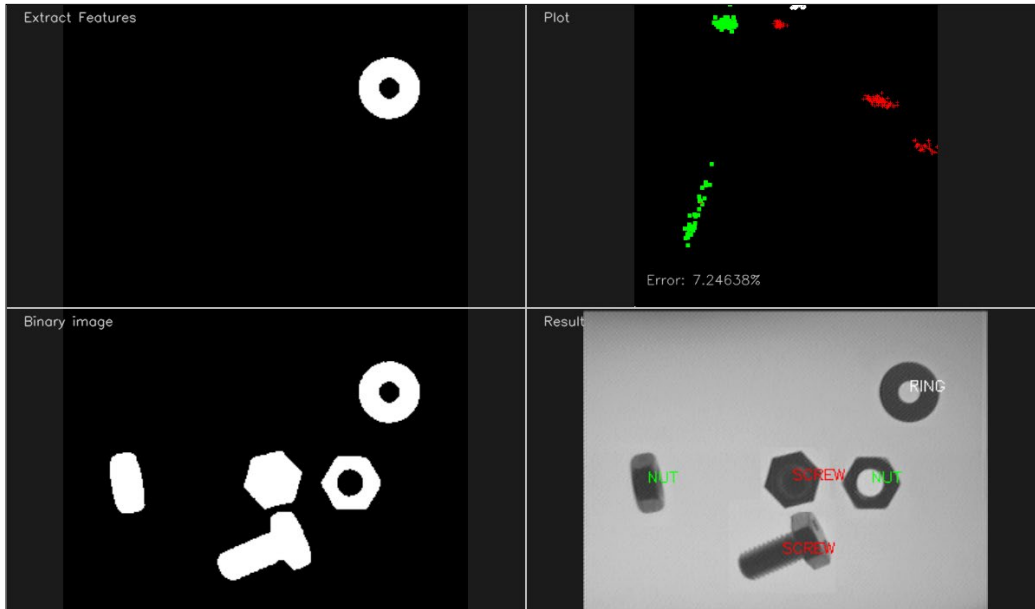 Extract Features
Plot
Error: 7.24638%
Binary image
Result
RING
NUT
SCREW
NUT
SCREW